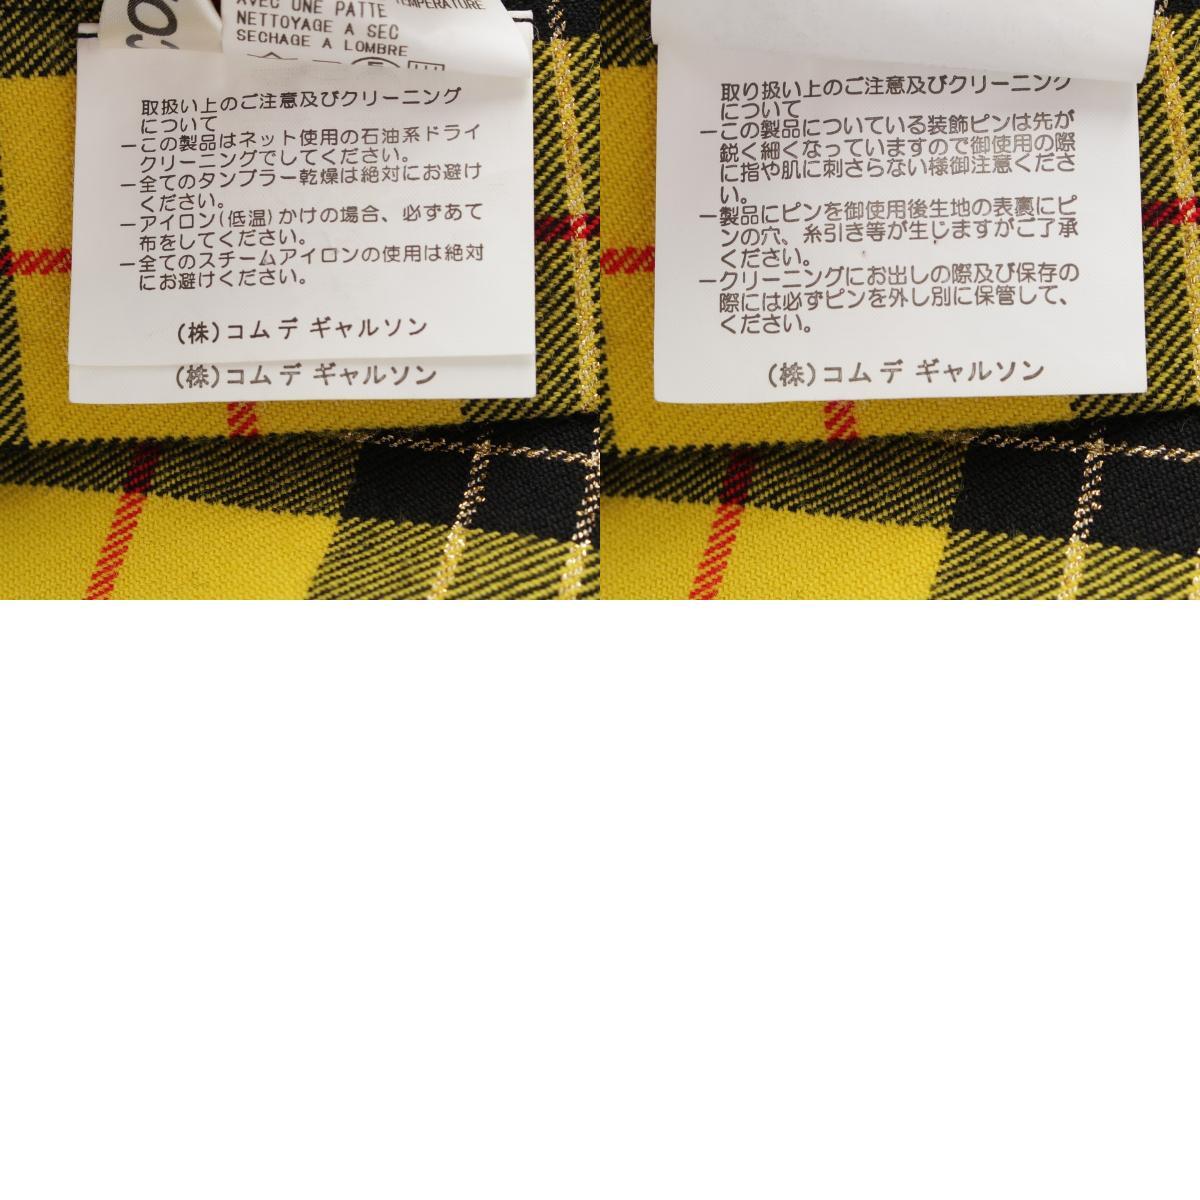 AVEC UNE PATTE
TEMPERATURE
NETTOYAGE A SEC
SECHAGE A LOMBRE
取扱い上のご注意及びクリーニング
について
－この製品はネット使用の石油系ドライ
クリーニングでしてください。
－全てのタンブラー乾燥は絶対にお避け
ください。
－アイロン(低温)かけの場合、必ずあて
布をしてください。
－全てのスチームアイロンの使用は絶対
にお避けください。
(株)コム デ ギャルソン
(株)コム デ ギャルソン
取り扱い上のご注意及びクリーニング
について
－この製品についている装飾ピンは先が
鋭く細くなっていますので御使用の際
に指や肌に刺さらない様御注意くださ
い。
－製品にピンを御使用後生地の表裏にピ
ンの穴、糸引き等が生じますがご了承
ください。
－クリーニングにお出しの際及び保存の
際には必ずピンを外し別に保管して、
ください。
(株)コム デ ギャルソン